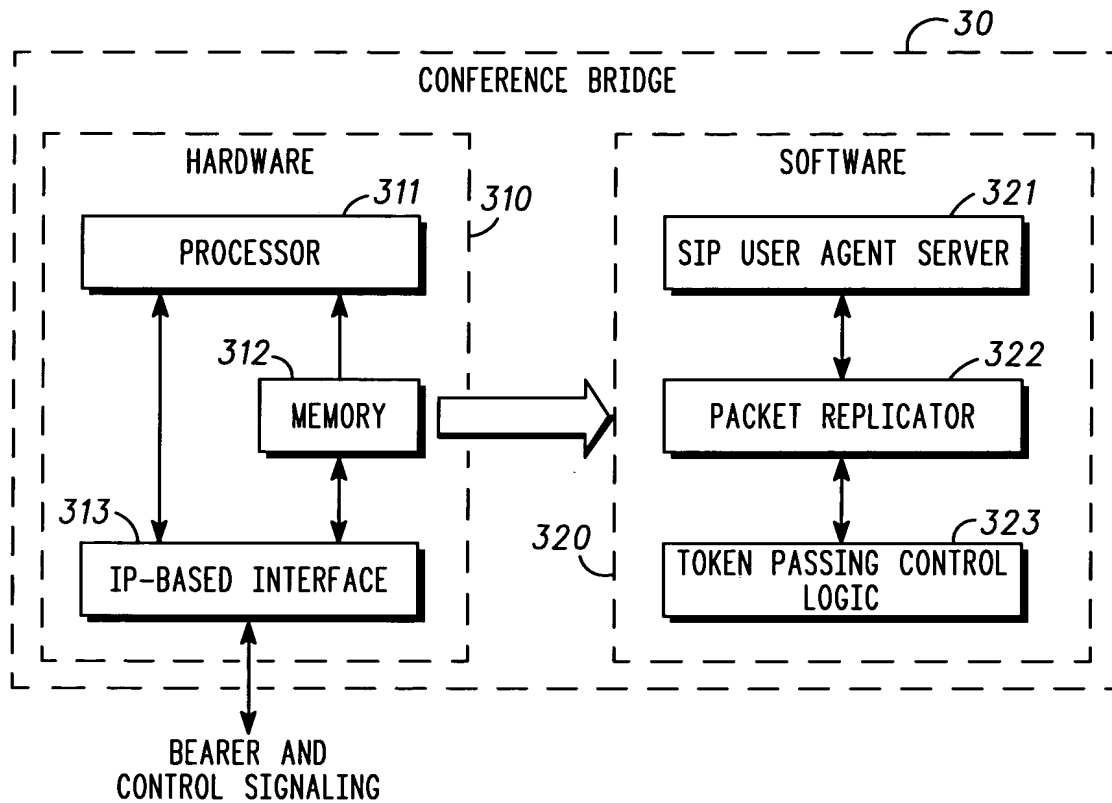 30
CONFERENCE BRIDGE
HARDWARE
311
310
PROCESSOR
312
MEMORY
313
IP-BASED INTERFACE
BEARER AND
CONTROL SIGNALING
SOFTWARE
321
SIP USER AGENT SERVER
322
PACKET REPLICATOR
320
323
TOKEN PASSING CONTROL
LOGIC